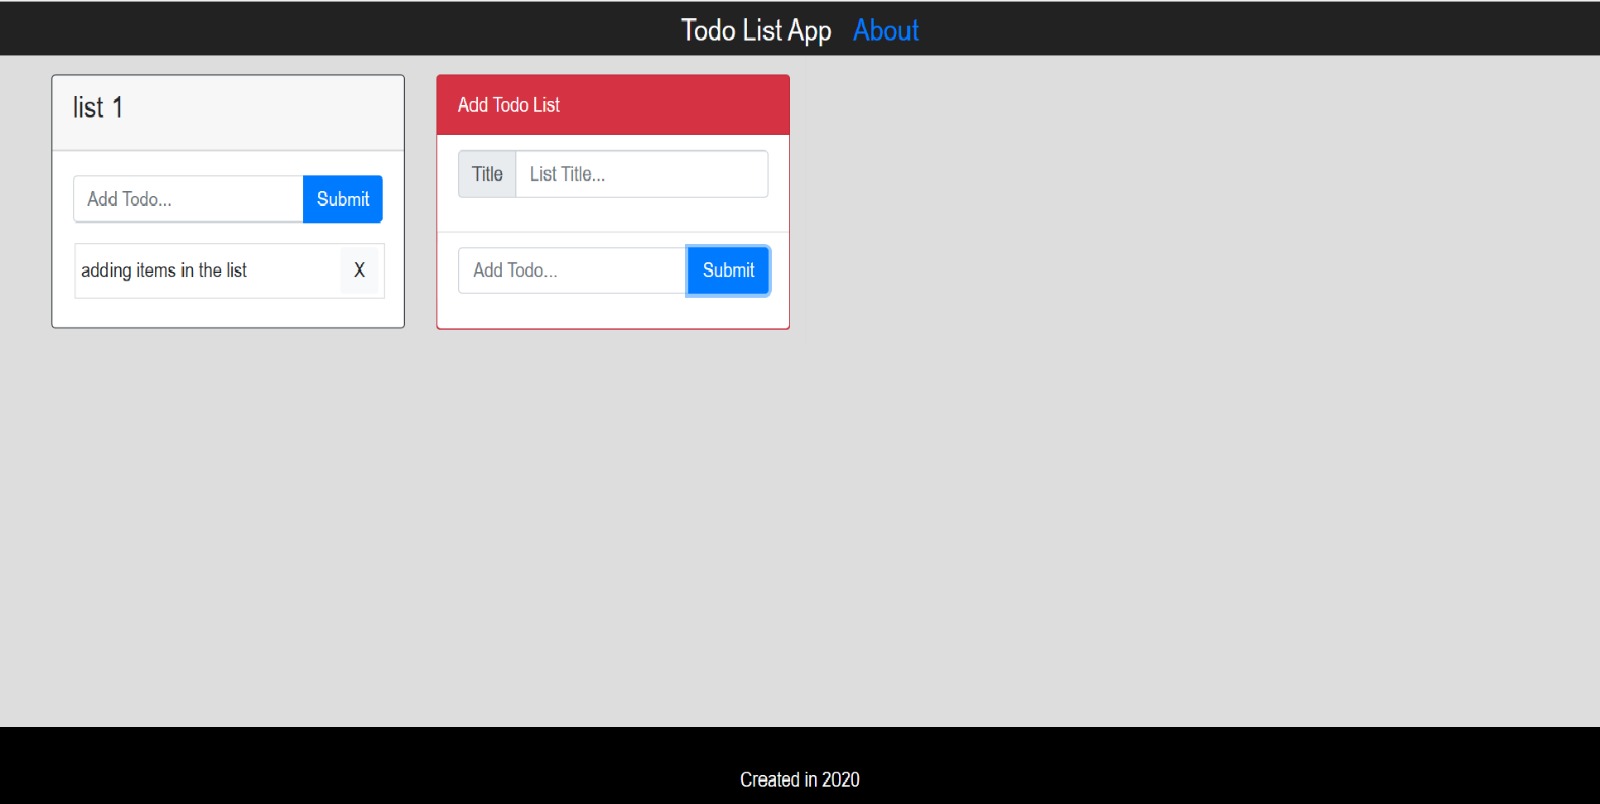 Todo List App About
list 1
Add Todo... Submit
adding items in the list X
Add Todo List
Title List Title...
Add Todo... Submit
Created in 2020